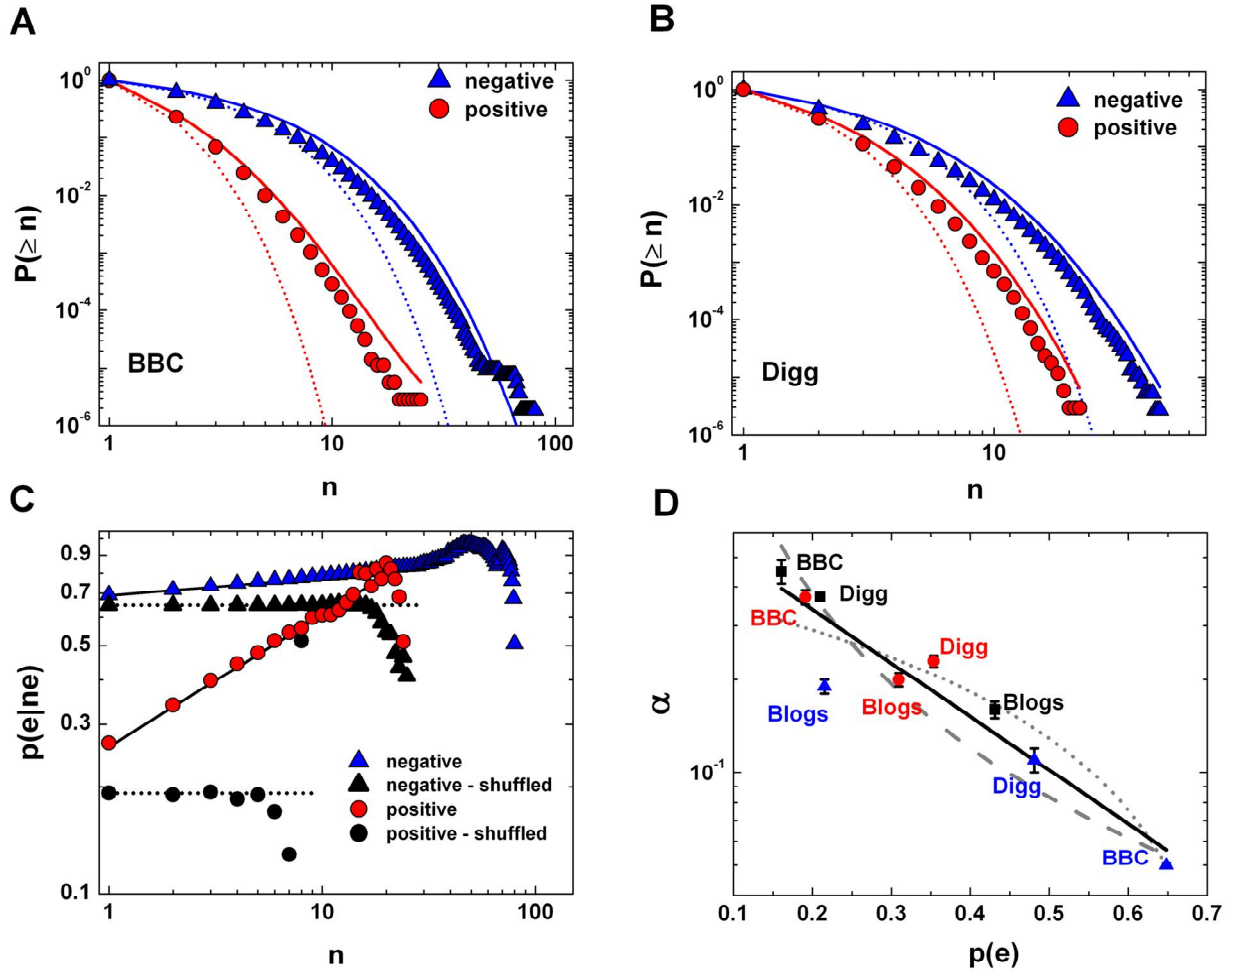 A
10⁰
10⁻²
10⁻⁴
10⁻⁶
P(≥ n)
negative
positive
BBC
1
10
100
n
B
10⁰
10⁻²
10⁻⁴
10⁻⁶
P(≥ n)
negative
positive
Digg
1
10
n
C
0.9
0.7
0.5
0.3
0.1
p(e|ne)
negative
negative - shuffled
positive
positive - shuffled
1
10
100
n
D
α
10⁻¹
BBC
Digg
BBC
Digg
Blogs
Blogs
Blogs
Digg
BBC
0.1
0.2
0.3
0.4
0.5
0.6
0.7
p(e)